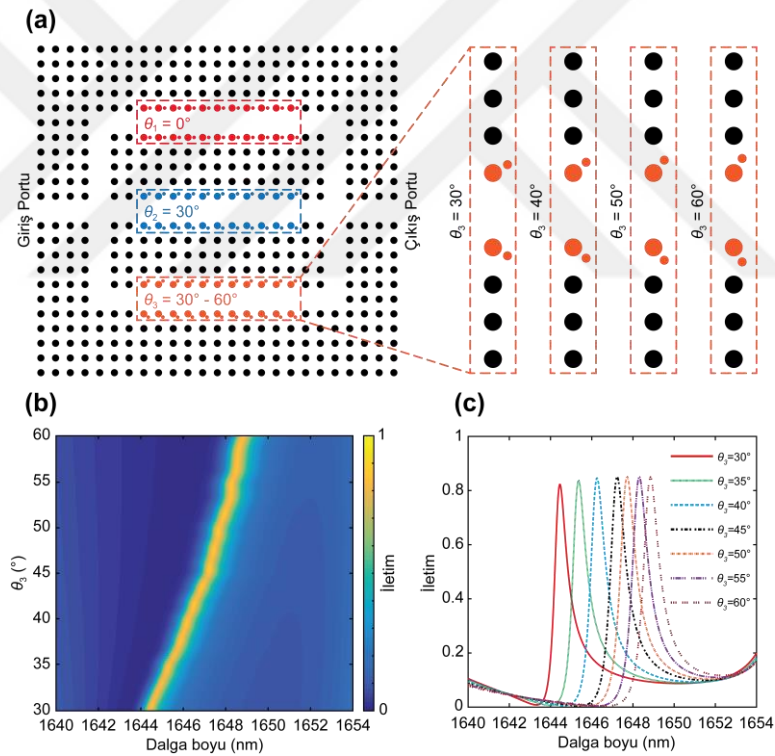 (a)
θ1 = 0°
θ2 = 30°
θ3 = 30° - 60°
Giriş Portu
Çıkış Portu
θ3 = 30°
θ3 = 40°
θ3 = 50°
θ3 = 60°
(b)
60
55
50
45
40
35
30
θ3 (°)
1640 1642 1644 1646 1648 1650 1652 1654
Dalga boyu (nm)
1
0
İletim
(c)
1
0.8
0.6
0.4
0.2
0
İletim
θ3=30°
θ3=35°
θ3=40°
θ3=45°
θ3=50°
θ3=55°
θ3=60°
1640 1642 1644 1646 1648 1650 1652 1654
Dalga boyu (nm)